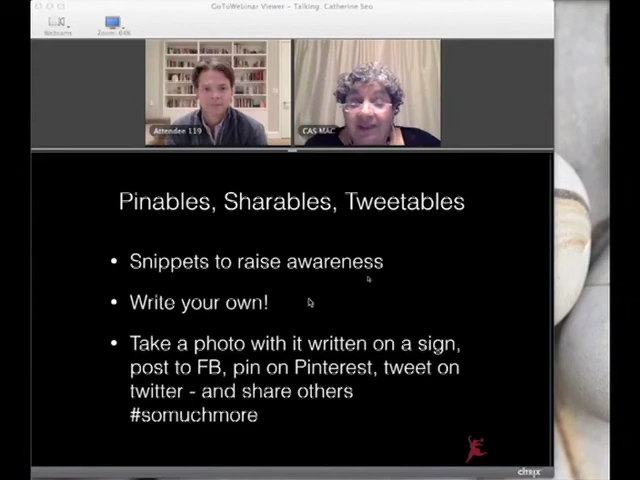 GoToWebinar Viewer - Talking: Catherine Seo
Webcams
Zoom: 64%
Attendee 119
CAS MAC
Pinables, Sharables, Tweetables
• Snippets to raise awareness
• Write your own!
• Take a photo with it written on a sign,
post to FB, pin on Pinterest, tweet on
twitter - and share others
#somuchmore
CITRIX